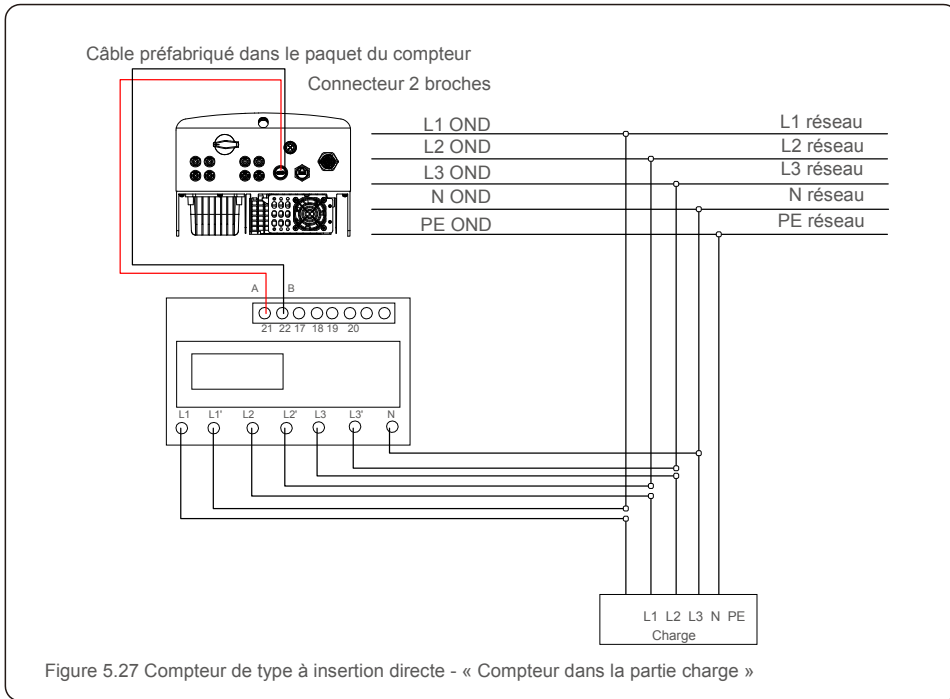 Câble préfabriqué dans le paquet du compteur
Connecteur 2 broches
L1 OND L1 réseau
L2 OND L2 réseau
L3 OND L3 réseau
N OND N réseau
PE OND PE réseau
A B
21 22 17 18 19 20
L1 L1' L2 L2' L3 L3' N
L1 L2 L3 N PE
Charge
Figure 5.27 Compteur de type à insertion directe - « Compteur dans la partie charge »